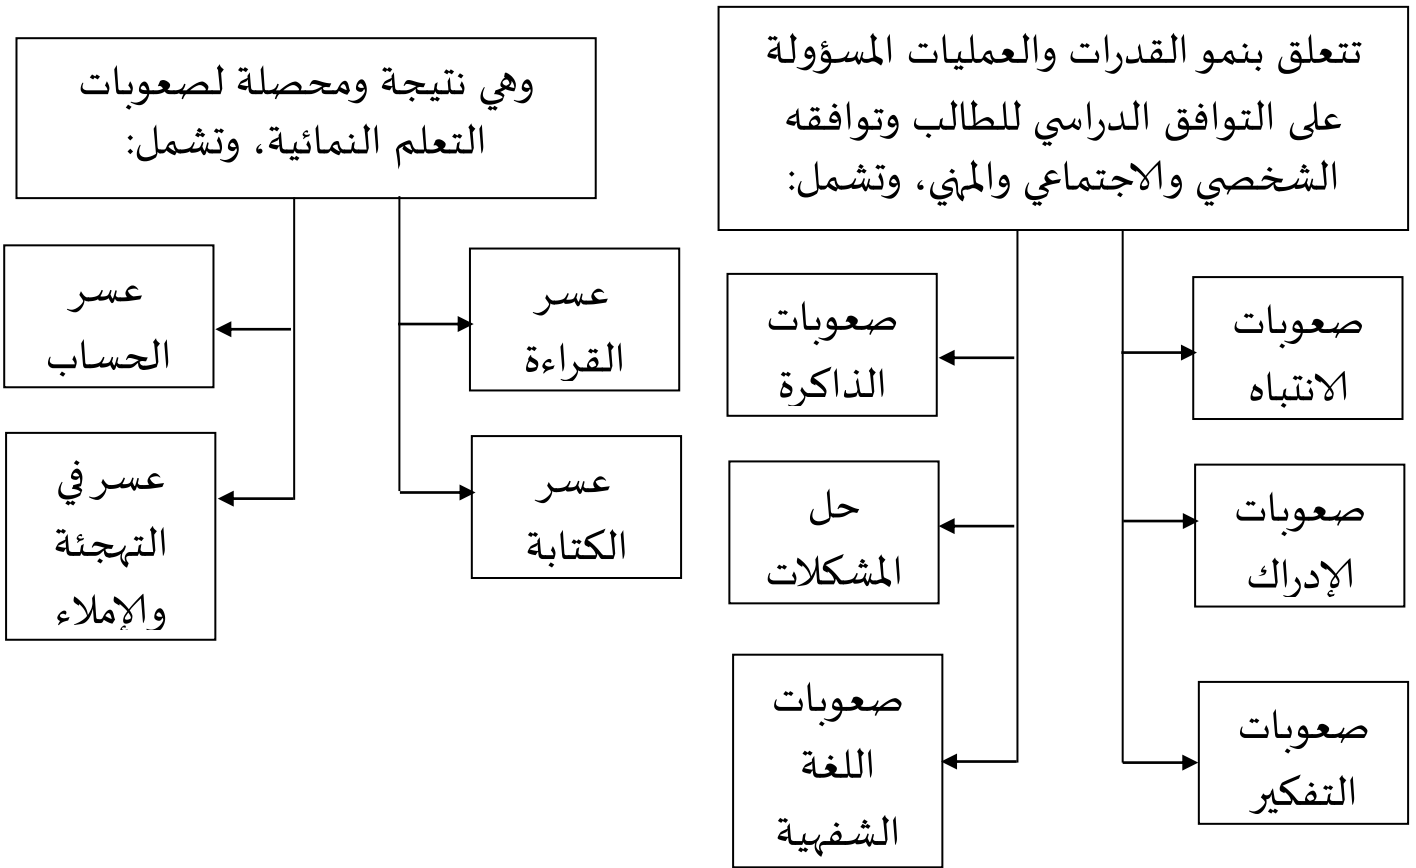 تتعلق بنمو القدرات والعمليات المسؤولة
على التوافق الدراسي للطالب وتوافقه
الشخصي والاجتماعي والمهني، وتشمل:
صعوبات
الانتباه
صعوبات
الذاكرة
صعوبات
الإدراك
حل
المشكلات
صعوبات
التفكير
صعوبات
اللغة
الشفهية
وهي نتيجة ومحصلة لصعوبات
التعلم النمائية، وتشمل:
عسر
القراءة
عسر
الحساب
عسر
الكتابة
عسر في
التهجئة
والإملاء